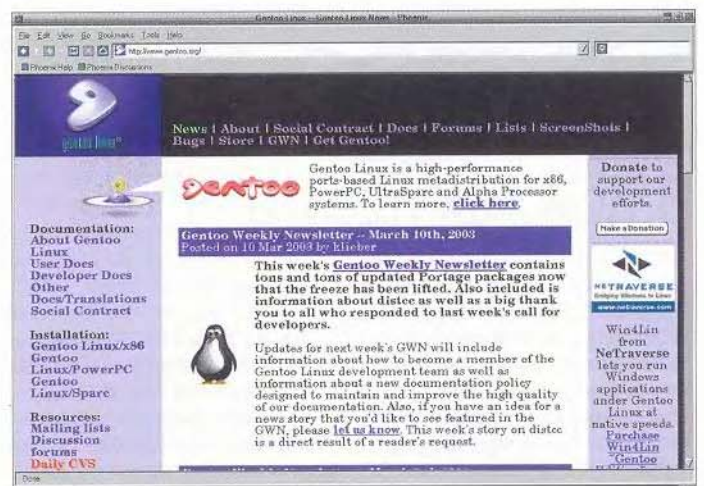 Gentoo Linux -- Gentoo Linux News - Phoenix
File Edit View Go Bookmarks Tools Help
http://www.gentoo.org/
Phoenix Help Phoenix Discussions
gentoo linux™
News | About | Social Contract | Docs | Forums | Lists | ScreenShots |
Bugs | Store | GWN | Get Gentoo!
Documentation:
About Gentoo
Linux
User Docs
Developer Docs
Other
Docs/Translations
Social Contract
Installation:
Gentoo Linux/x86
Gentoo
Linux/PowerPC
Gentoo
Linux/Sparc
Resources:
Mailing lists
Discussion
forums
Daily CVS
gentoo
Gentoo Linux is a high-performance
ports-based Linux metadistribution for x86,
PowerPC, UltraSparc and Alpha Processor
systems. To learn more, click here.
Gentoo Weekly Newsletter -- March 10th, 2003
Posted on 10 Mar 2003 by klieber
This week's Gentoo Weekly Newsletter contains
tons and tons of updated Portage packages now
that the freeze has been lifted. Also included is
information about distcc as well as a big thank
you to all who responded to last week's call for
developers.
Updates for next week's GWN will include
information about how to become a member of the
Gentoo Linux development team as well as
information about a new documentation policy
designed to maintain and improve the high quality
of our documentation. Also, if you have an idea for a
news story that you'd like to see featured in the
GWN, please let us know. This week's story on distcc
is a direct result of a reader's request.
Donate to
support our
development
efforts.
Make a Donation
NETRAVERSE
Bridging Windows to Linux
www.netraverse.com
Win4Lin
from
NeTraverse
lets you run
Windows
applications
under Gentoo
Linux at
native speeds.
Purchase
Win4Lin
"Gentoo
Done